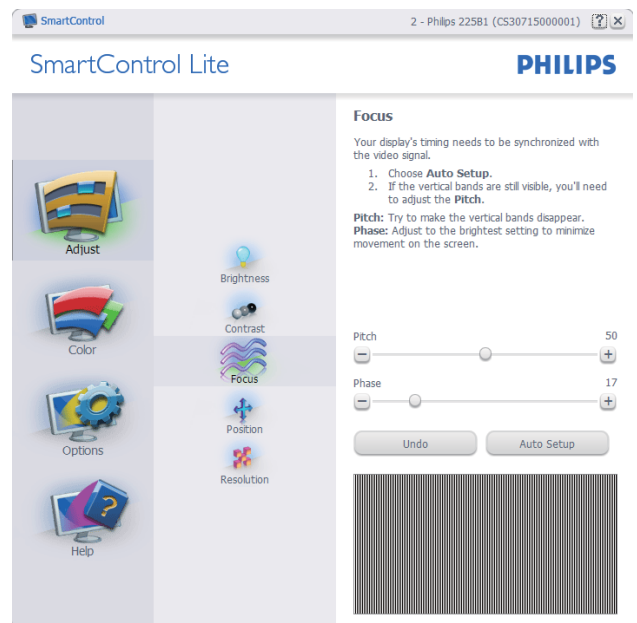 SmartControl
2 - Philips 225B1 (CS30715000001)
?
SmartControl Lite
PHILIPS
Adjust
Color
Options
Help
Brightness
Contrast
Focus
Position
Resolution
Focus
Your display's timing needs to be synchronized with
the video signal.
1. Choose Auto Setup.
2. If the vertical bands are still visible, you'll need
to adjust the Pitch.
Pitch: Try to make the vertical bands disappear.
Phase: Adjust to the brightest setting to minimize
movement on the screen.
Pitch 50
Phase 17
Undo
Auto Setup